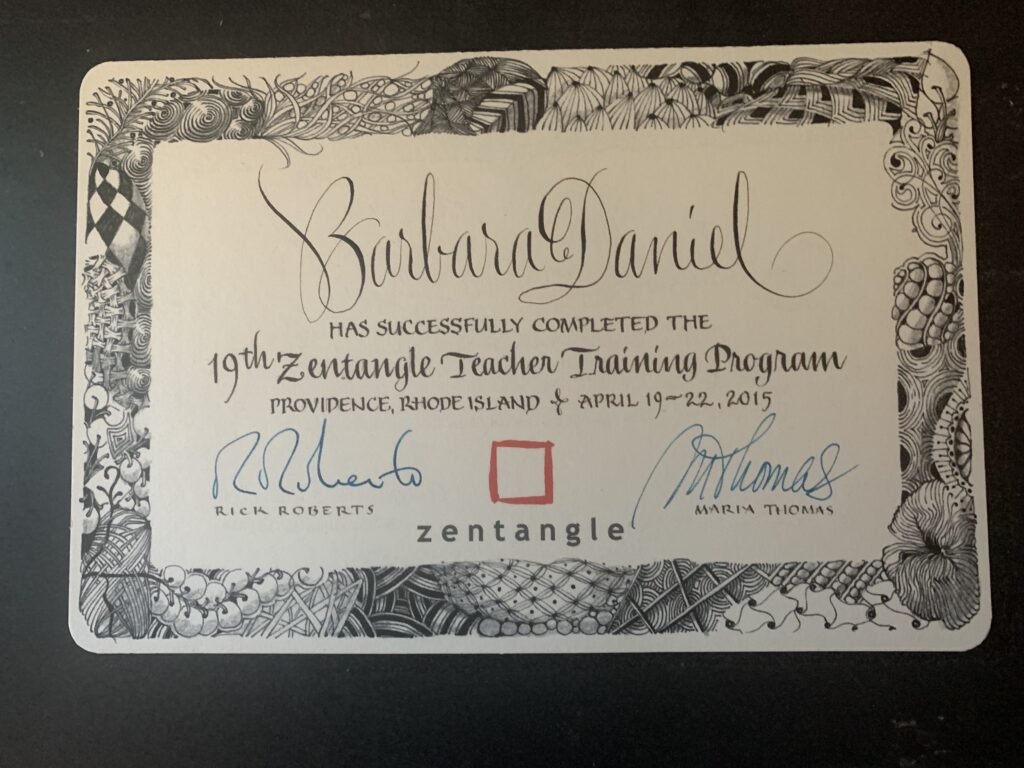 Barbara Daniel
HAS SUCCESSFULLY COMPLETED THE
19th Zentangle Teacher Training Program
PROVIDENCE, RHODE ISLAND APRIL 19~22, 2015
R Roberts MThomas
RICK ROBERTS MARIA THOMAS
zentangle